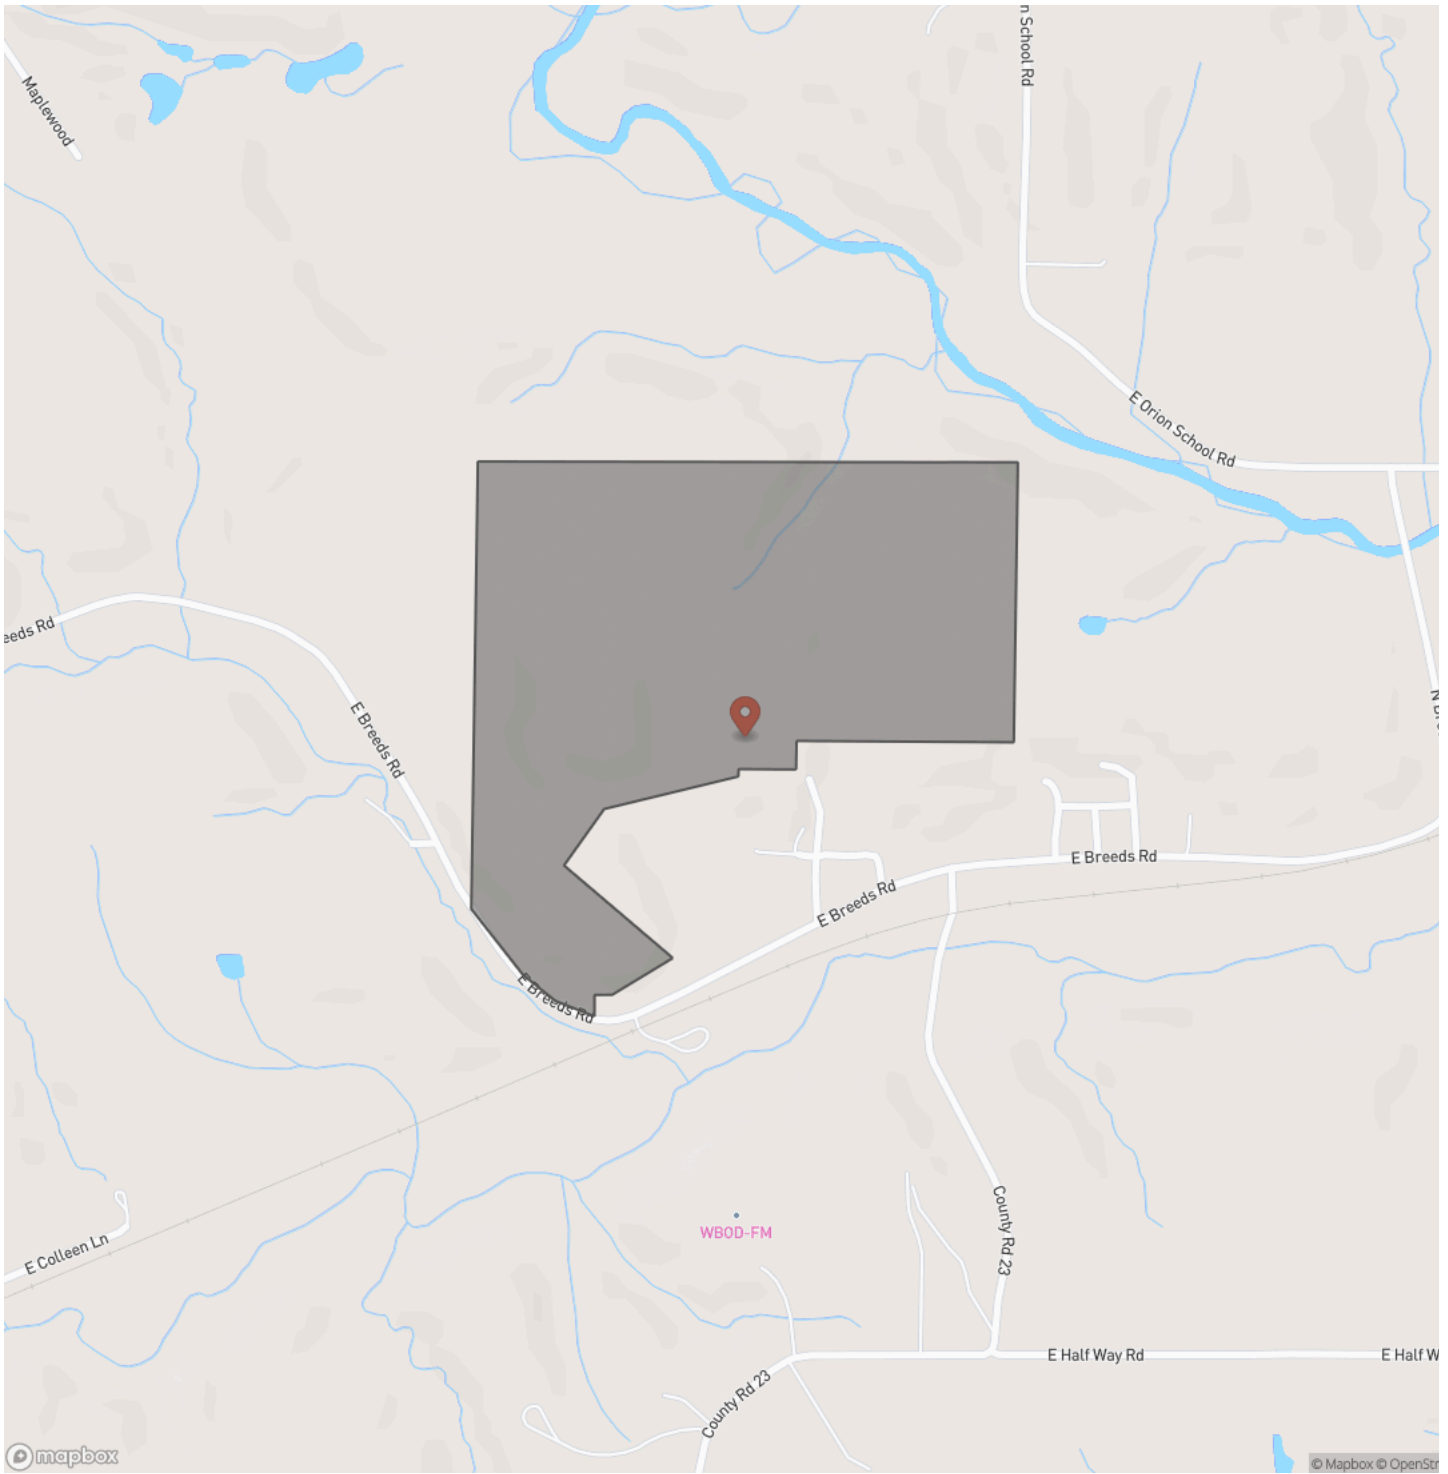 n School Rd
Maplewood
E Orion School Rd
eeds Rd
E Breeds Rd
N Br
E Breeds Rd
E Breeds Rd
E Breeds Rd
County Rd 23
WBOD-FM
E Colleen Ln
E Half Way Rd
E Half W
County Rd 23
mapbox
© Mapbox © OpenStr